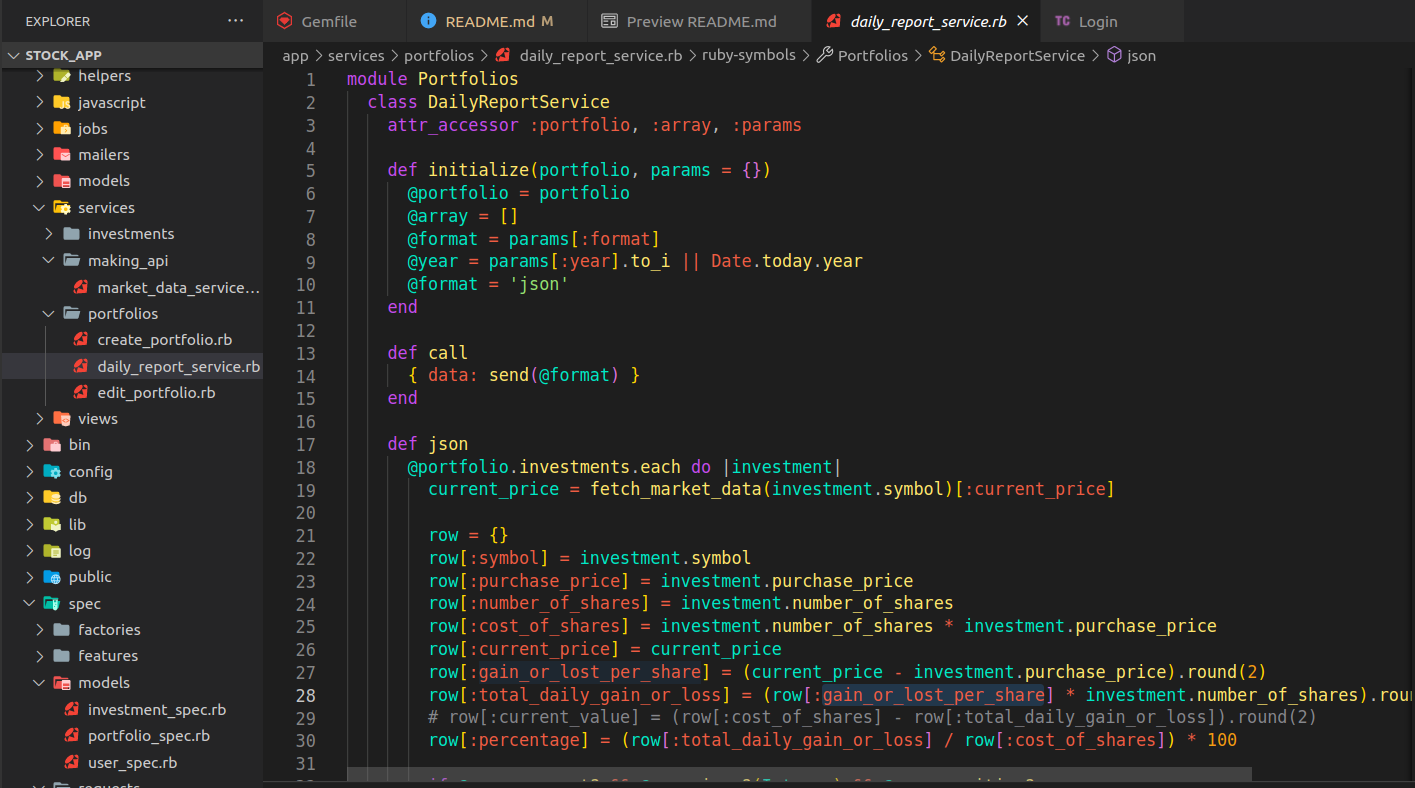 EXPLORER
···
Gemfile
README.md M
Preview README.md
daily_report_service.rb
TC Login
STOCK_APP
app > services > portfolios > daily_report_service.rb > ruby-symbols > Portfolios > DailyReportService > json
helpers
javascript
jobs
mailers
models
services
investments
making_api
market_data_service…
portfolios
create_portfolio.rb
daily_report_service.rb
edit_portfolio.rb
views
bin
config
db
lib
log
public
spec
factories
features
models
investment_spec.rb
portfolio_spec.rb
user_spec.rb
requests
1 module Portfolios
2 class DailyReportService
3 attr_accessor :portfolio, :array, :params
4
5 def initialize(portfolio, params = {})
6 @portfolio = portfolio
7 @array = []
8 @format = params[:format]
9 @year = params[:year].to_i || Date.today.year
10 @format = 'json'
11 end
12
13 def call
14 { data: send(@format) }
15 end
16
17 def json
18 @portfolio.investments.each do |investment|
19 current_price = fetch_market_data(investment.symbol)[:current_price]
20
21 row = {}
22 row[:symbol] = investment.symbol
23 row[:purchase_price] = investment.purchase_price
24 row[:number_of_shares] = investment.number_of_shares
25 row[:cost_of_shares] = investment.number_of_shares * investment.purchase_price
26 row[:current_price] = current_price
27 row[:gain_or_lost_per_share] = (current_price - investment.purchase_price).round(2)
28 row[:total_daily_gain_or_loss] = (row[:gain_or_lost_per_share] * investment.number_of_shares).rou
29 # row[:current_value] = (row[:cost_of_shares] - row[:total_daily_gain_or_loss]).round(2)
30 row[:percentage] = (row[:total_daily_gain_or_loss] / row[:cost_of_shares]) * 100
31